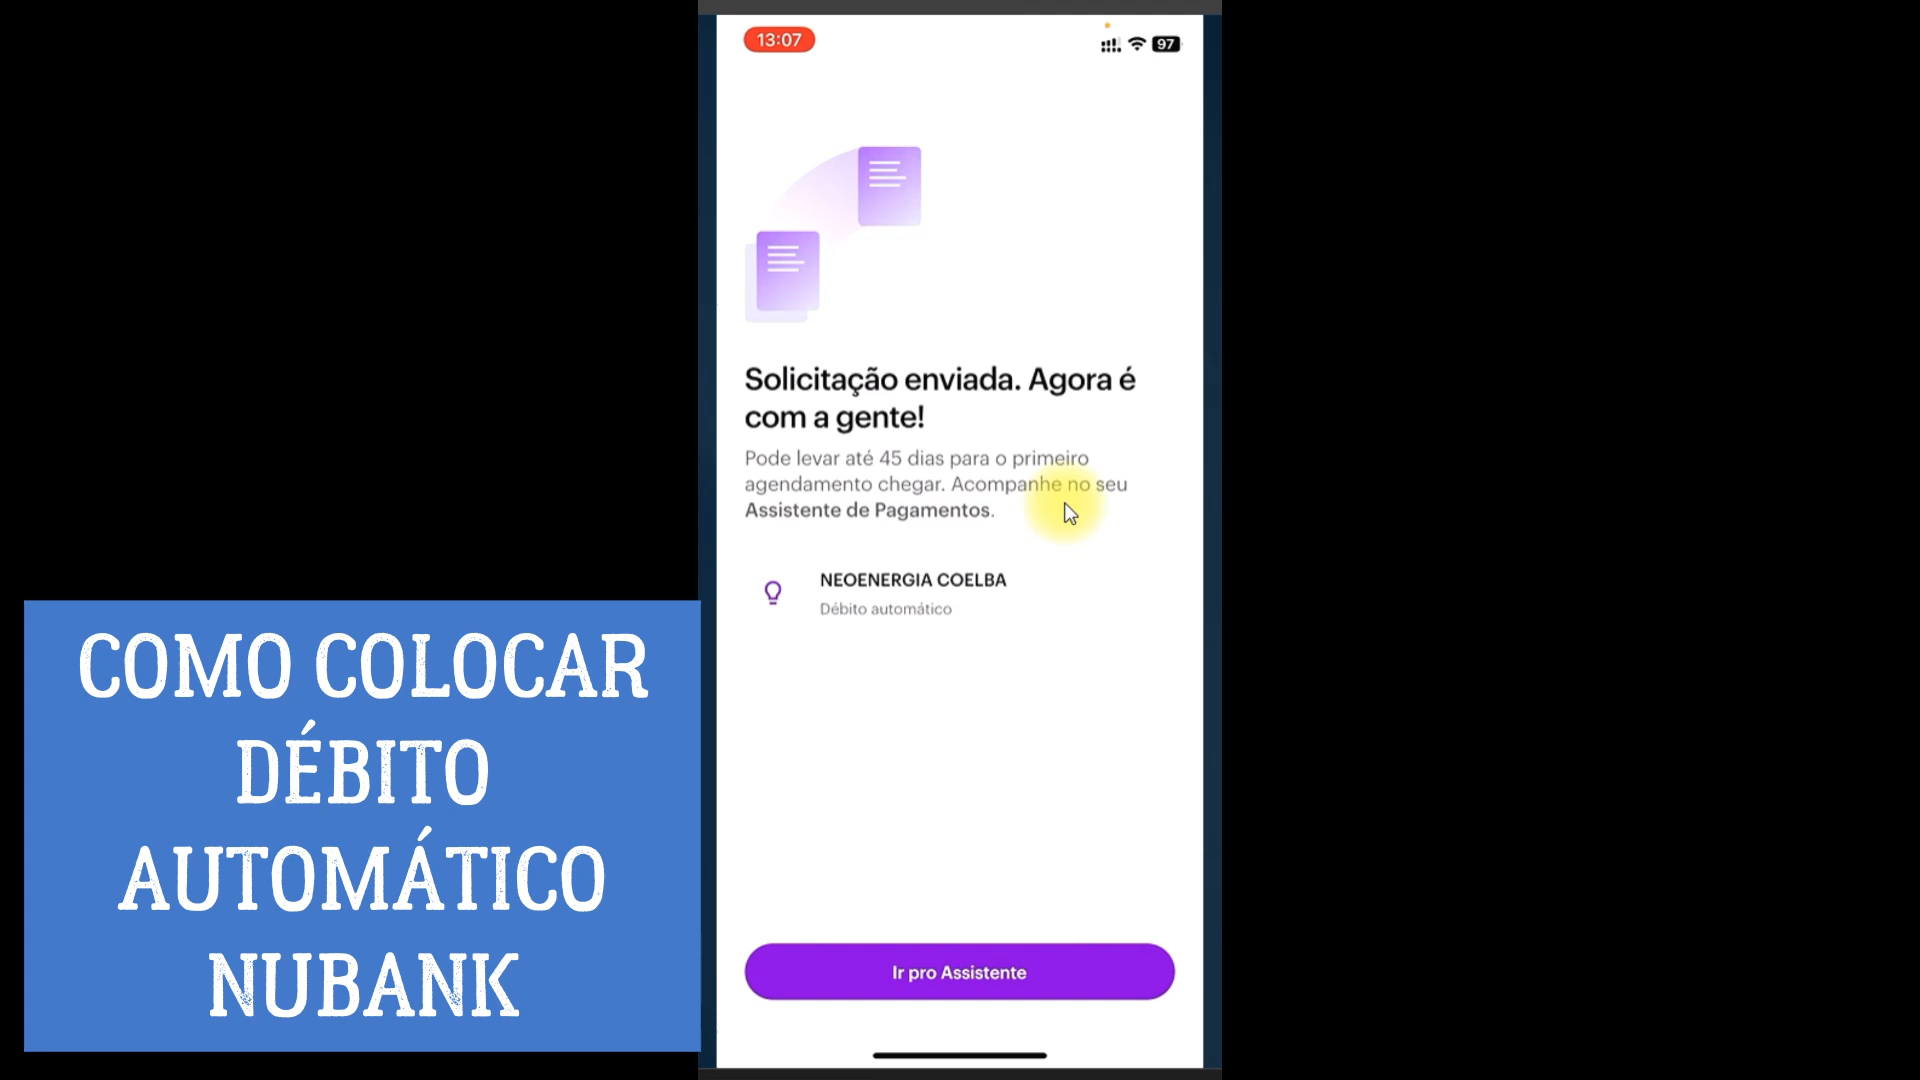 13:07
97
Solicitação enviada. Agora é
com a gente!
Pode levar até 45 dias para o primeiro
agendamento chegar. Acompanhe no seu
Assistente de Pagamentos.
NEOENERGIA COELBA
Débito automático
Ir pro Assistente
COMO COLOCAR
DÉBITO
AUTOMÁTICO
NUBANK